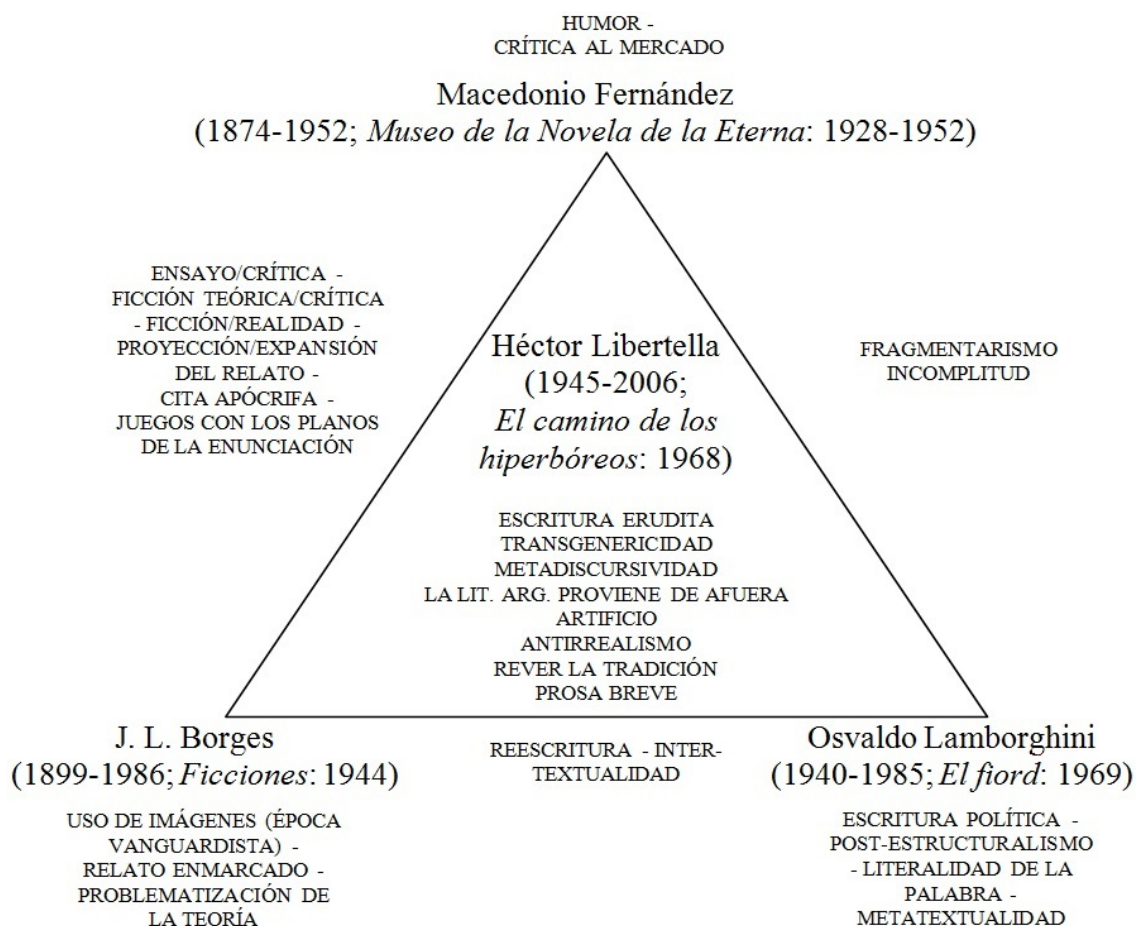 HUMOR -
CRÍTICA AL MERCADO
Macedonio Fernández
(1874-1952; Museo de la Novela de la Eterna: 1928-1952)
ENSAYO/CRÍTICA -
FICCIÓN TEÓRICA/CRÍTICA
- FICCIÓN/REALIDAD -
PROYECCIÓN/EXPANSIÓN
DEL RELATO -
CITA APÓCRIFA -
JUEGOS CON LOS PLANOS
DE LA ENUNCIACIÓN
Héctor Libertella
(1945-2006;
El camino de los
hiperbóreos: 1968)
FRAGMENTARISMO
INCOMPLITUD
ESCRITURA ERUDITA
TRANSGENERICIDAD
METADISCURSIVIDAD
LA LIT. ARG. PROVIENE DE AFUERA
ARTIFICIO
ANTIRREALISMO
REVER LA TRADICIÓN
PROSA BREVE
J. L. Borges
(1899-1986; Ficciones: 1944)
USO DE IMÁGENES (ÉPOCA
VANGUARDISTA) -
RELATO ENMARCADO -
PROBLEMATIZACIÓN DE
LA TEORÍA
REESCRITURA - INTER-
TEXTUALIDAD
Osvaldo Lamborghini
(1940-1985; El fiord: 1969)
ESCRITURA POLÍTICA -
POST-ESTRUCTURALISMO
- LITERALIDAD DE LA
PALABRA -
METATEXTUALIDAD